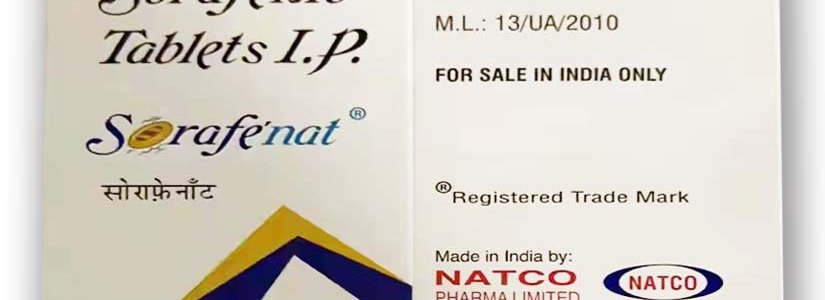 Tablets I.P.
Sorafenat®
सोराफ़ेनॉट
M.L.: 13/UA/2010
FOR SALE IN INDIA ONLY
®Registered Trade Mark
Made in India by:
NATCO
PHARMA LIMITED
NATCO